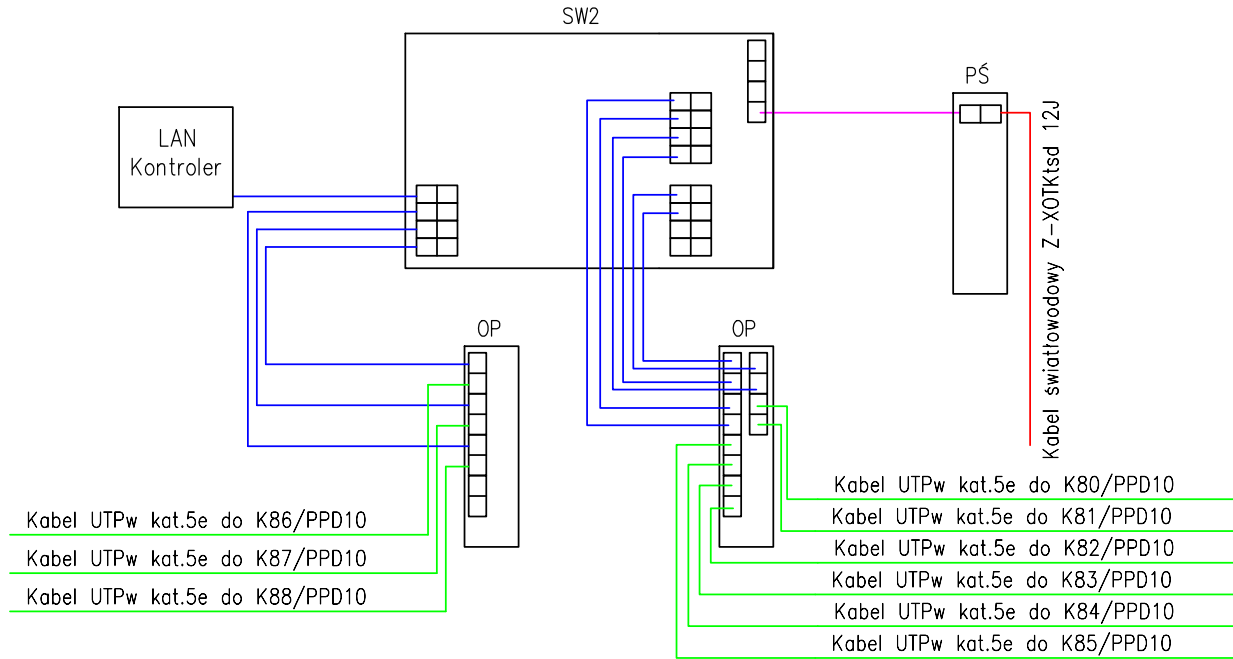 SW2
PŚ
LAN
Kontroler
Kabel światłowodowy Z-XOTKtsd 12J
OP
OP
Kabel UTPw kat.5e do K80/PPD10
Kabel UTPw kat.5e do K81/PPD10
Kabel UTPw kat.5e do K82/PPD10
Kabel UTPw kat.5e do K83/PPD10
Kabel UTPw kat.5e do K84/PPD10
Kabel UTPw kat.5e do K85/PPD10
Kabel UTPw kat.5e do K86/PPD10
Kabel UTPw kat.5e do K87/PPD10
Kabel UTPw kat.5e do K88/PPD10